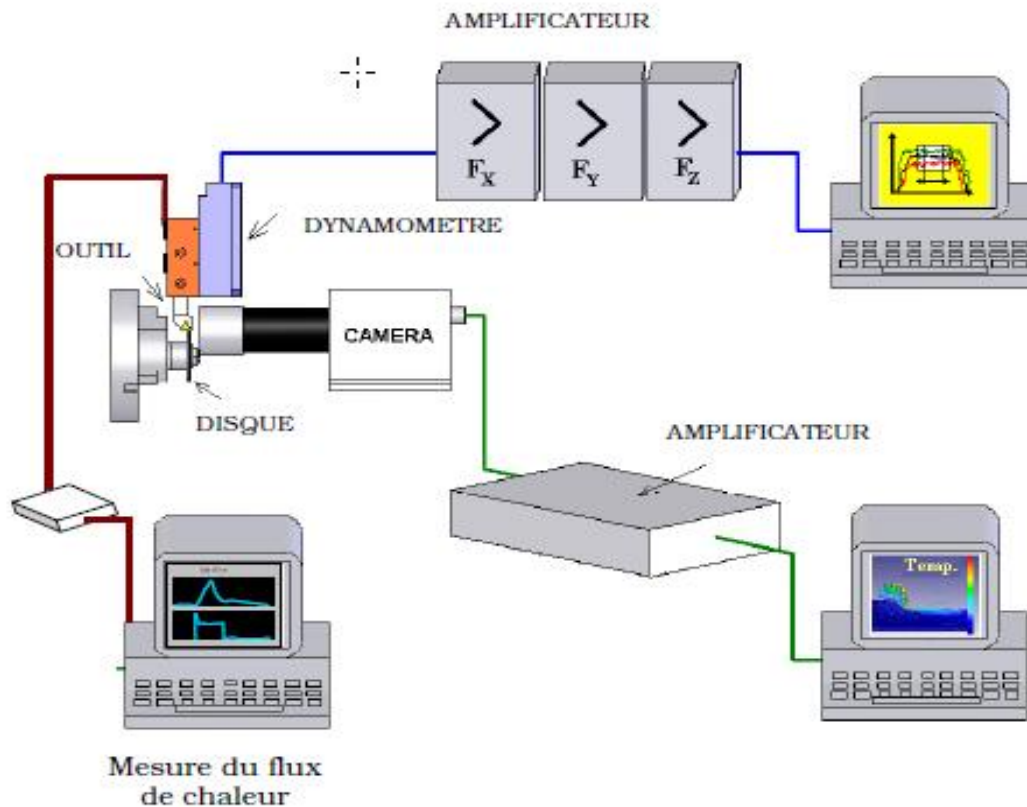 AMPLIFICATEUR
F_X
F_Y
F_Z
DYNAMOMETRE
OUTIL
CAMERA
DISQUE
AMPLIFICATEUR
Temp.
Mesure du flux
de chaleur